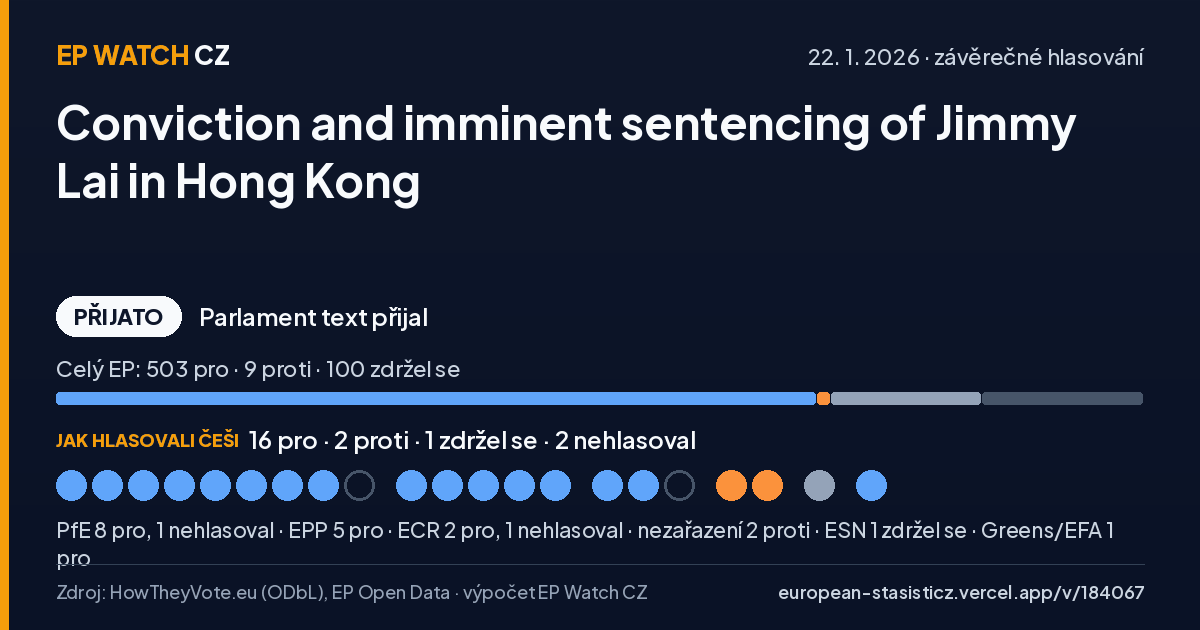 EP WATCH CZ
22. 1. 2026 · závěrečné hlasování
Conviction and imminent sentencing of Jimmy
Lai in Hong Kong
PŘIJATO Parlament text přijal
Celý EP: 503 pro · 9 proti · 100 zdržel se
JAK HLASOVALI ČEŠI 16 pro · 2 proti · 1 zdržel se · 2 nehlasoval
PfE 8 pro, 1 nehlasoval · EPP 5 pro · ECR 2 pro, 1 nehlasoval · nezařazení 2 proti · ESN 1 zdržel se · Greens/EFA 1
pro
Zdroj: HowTheyVote.eu (ODbL), EP Open Data · výpočet EP Watch CZ
european-stasisticz.vercel.app/v/184067